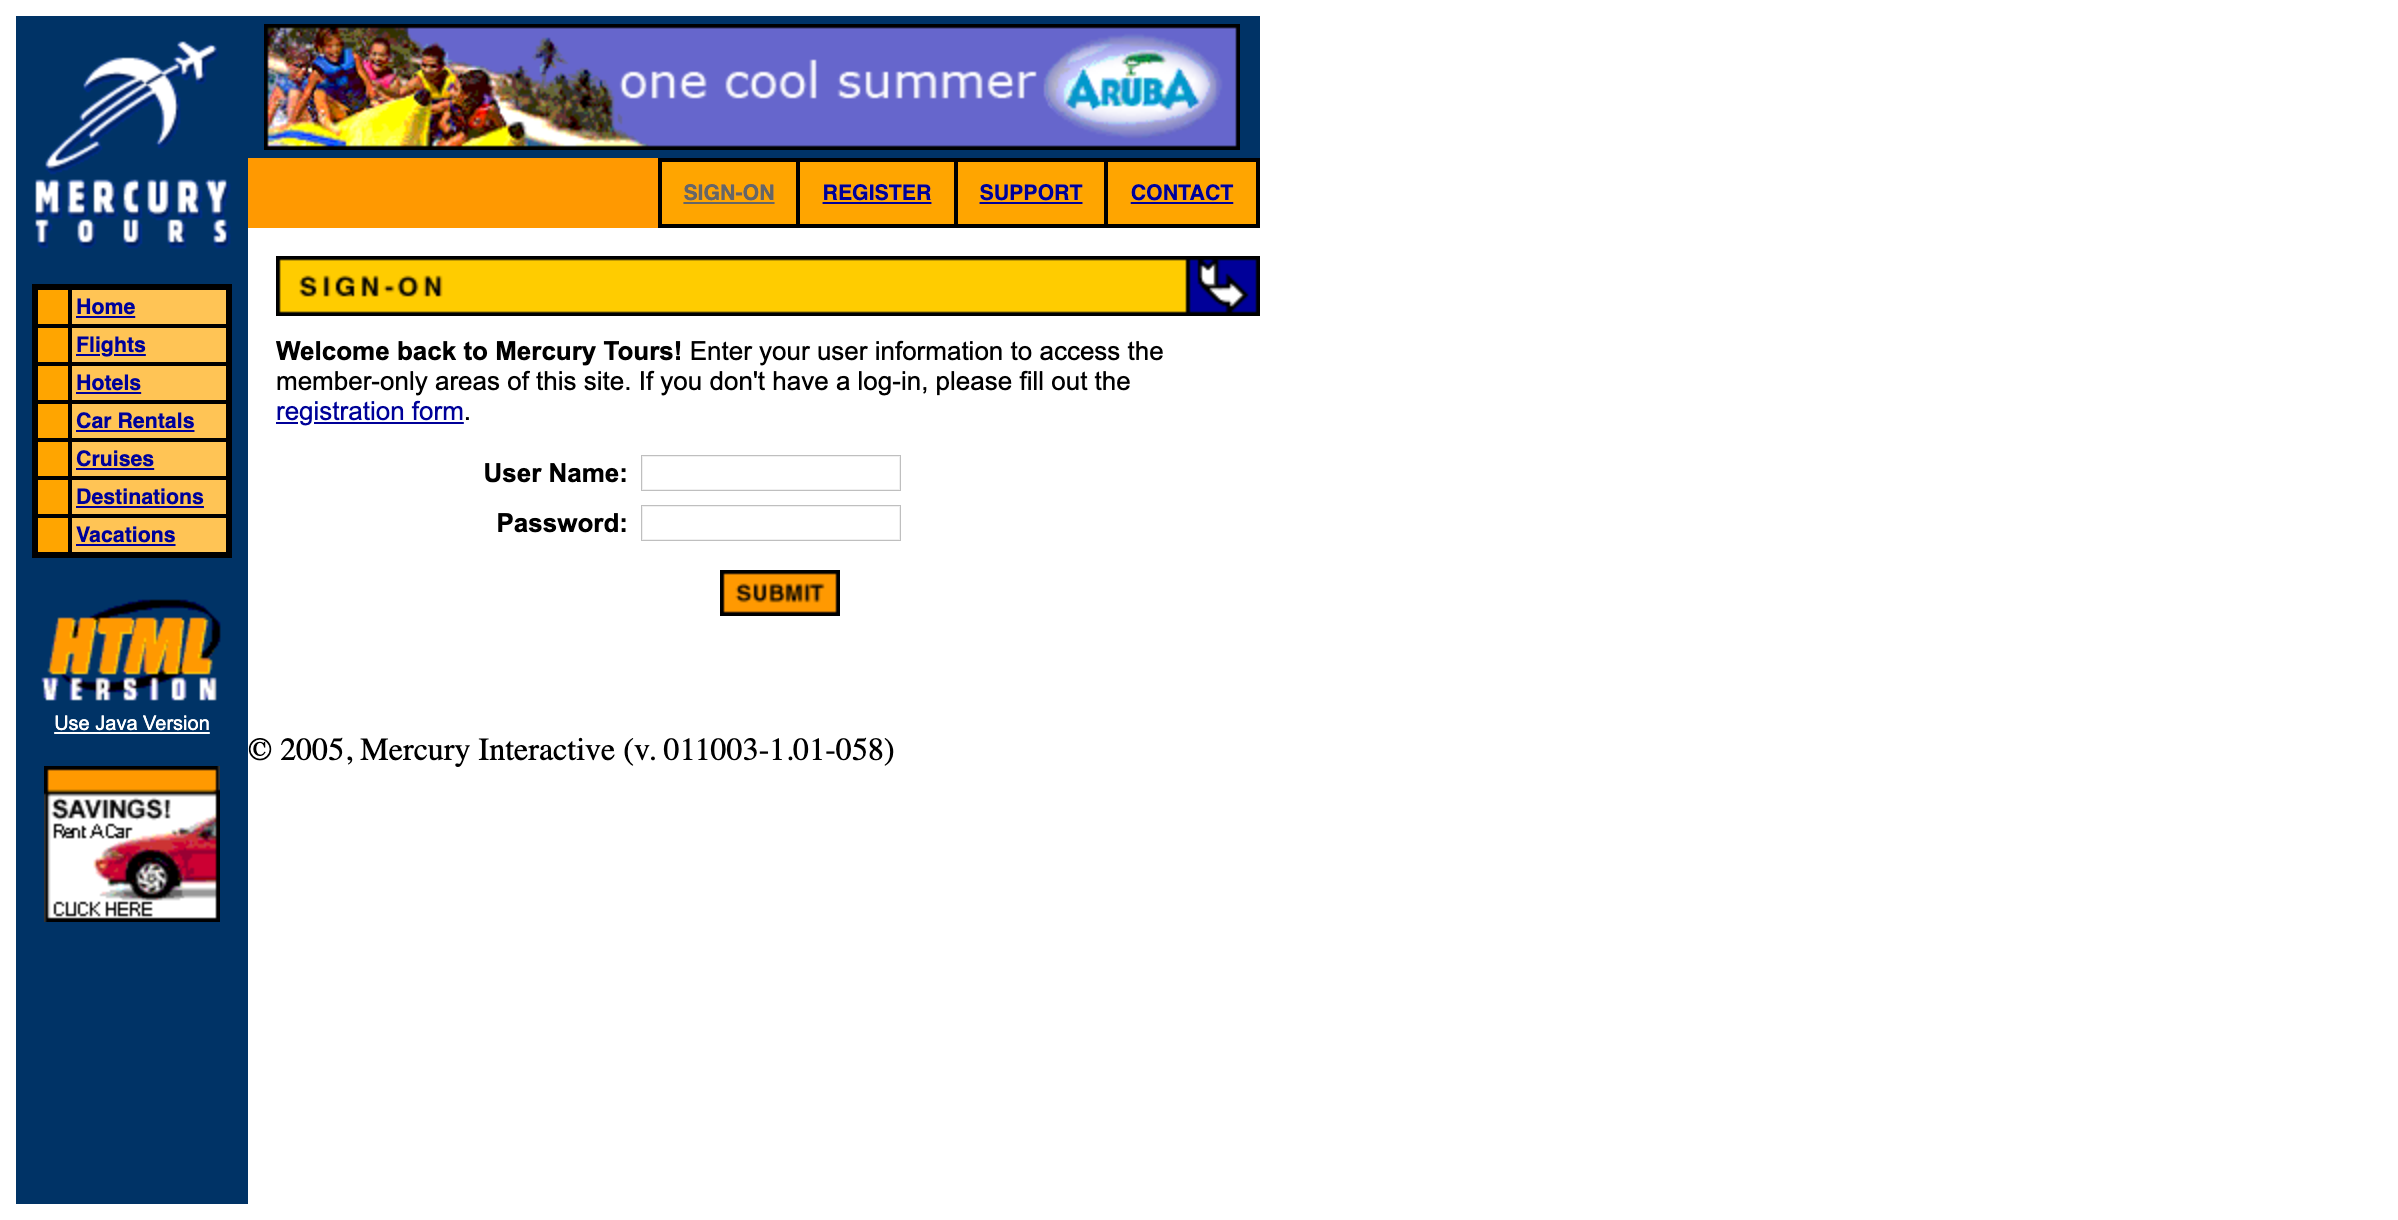 MERCURY
TOURS
one cool summer
ARUBA
SIGN-ON
REGISTER
SUPPORT
CONTACT
Home
Flights
Hotels
Car Rentals
Cruises
Destinations
Vacations
HTML
VERSION
Use Java Version
SAVINGS!
Rent A Car
CLICK HERE
SIGN-ON
Welcome back to Mercury Tours! Enter your user information to access the
member-only areas of this site. If you don't have a log-in, please fill out the
registration form.
User Name:
Password:
SUBMIT
© 2005, Mercury Interactive (v. 011003-1.01-058)